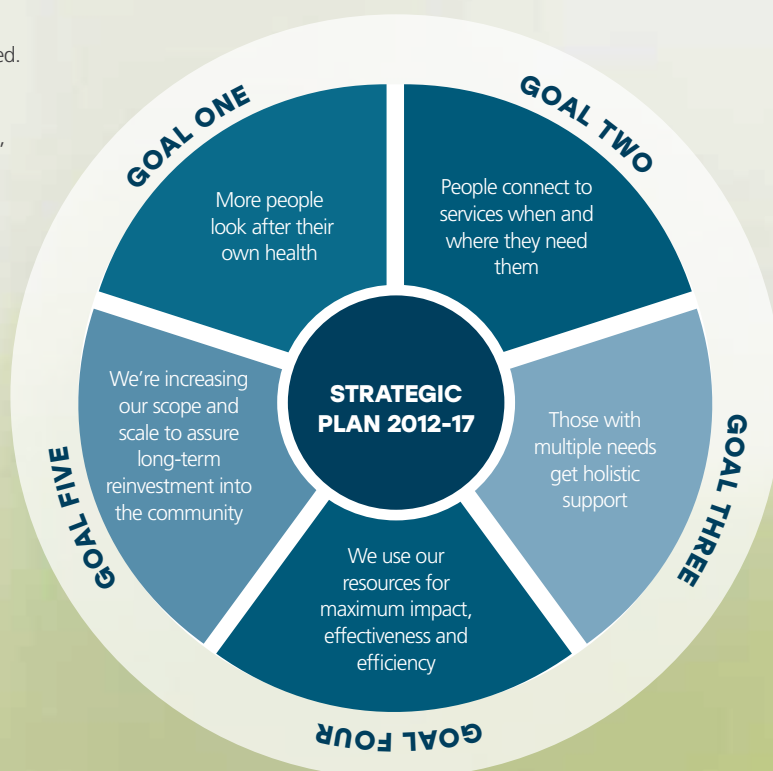 ed.
,
GOAL ONE
More people
look after their
own health
GOAL TWO
People connect to
services when and
where they need
them
GOAL THREE
Those with
multiple needs
get holistic
support
GOAL FOUR
We use our
resources for
maximum impact,
effectiveness and
efficiency
GOAL FIVE
We’re increasing
our scope and
scale to assure
long-term
reinvestment into
the community
STRATEGIC
PLAN 2012-17